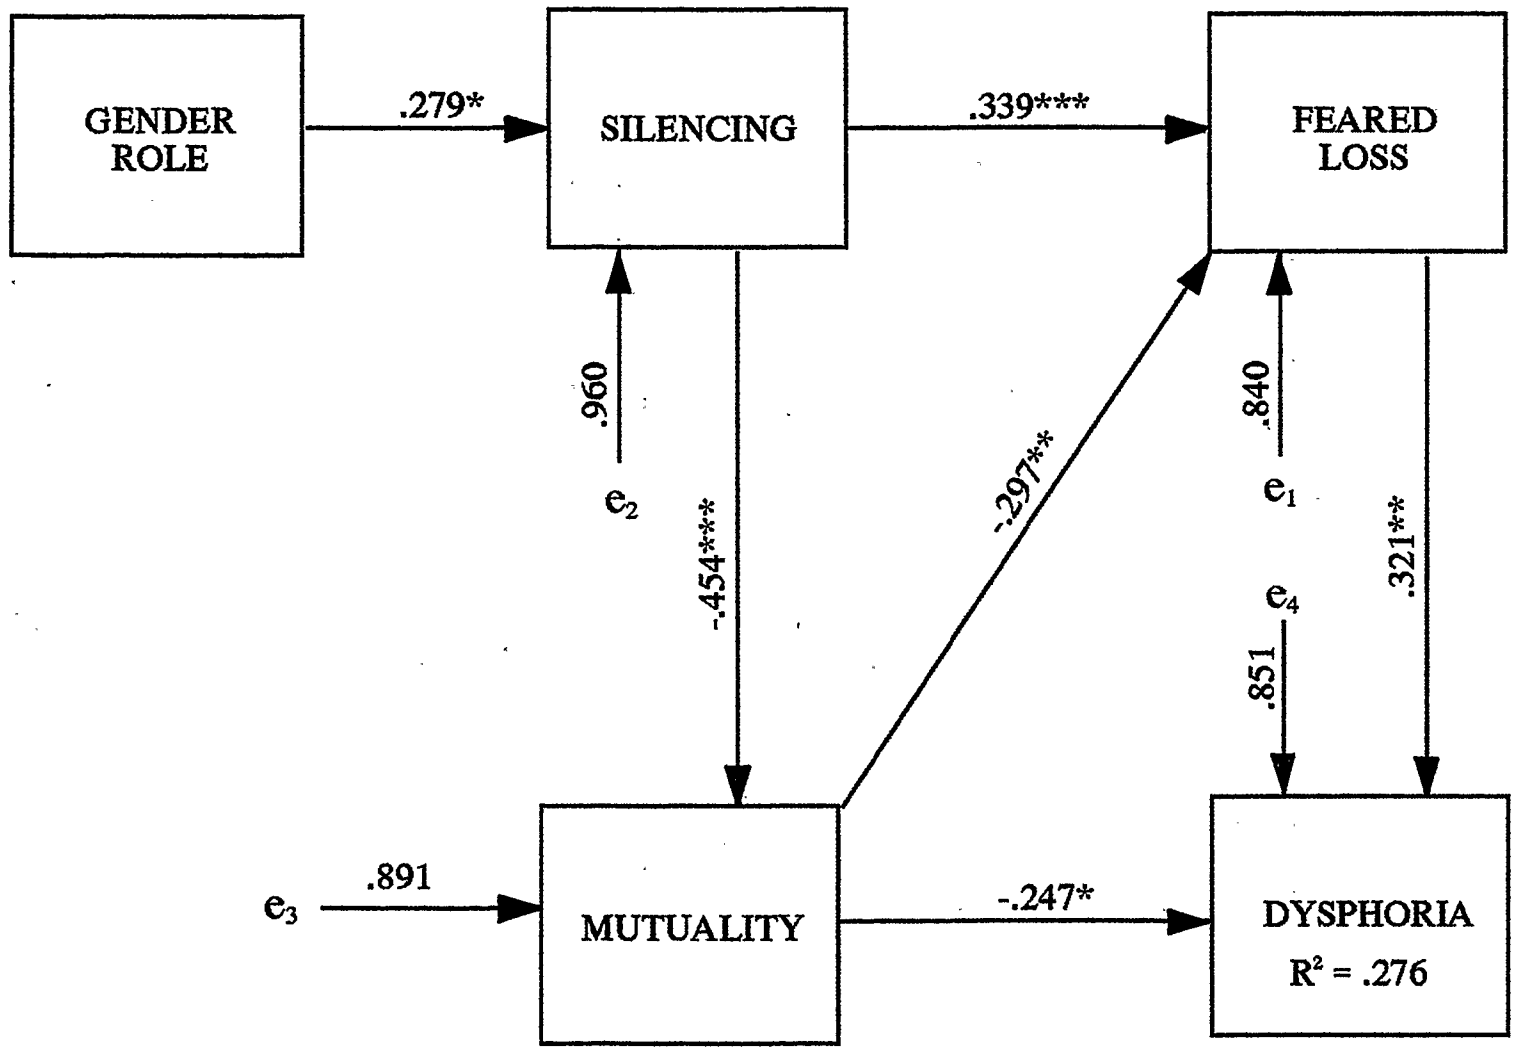 GENDER
ROLE
.279*
SILENCING
.339***
FEARED
LOSS
.960
e2
.840
e1
-.454***
-.297**
.321**
e4
.851
e3
.891
MUTUALITY
-.247*
DYSPHORIA
R² = .276